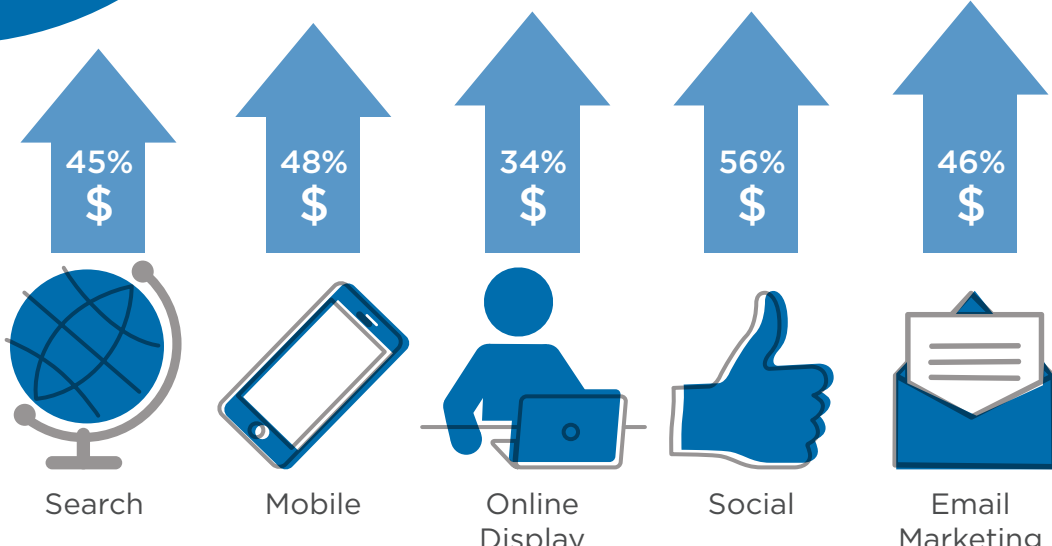 45%
$
48%
$
34%
$
56%
$
46%
$
Search
Mobile
Online
Display
Social
Email
Marketing